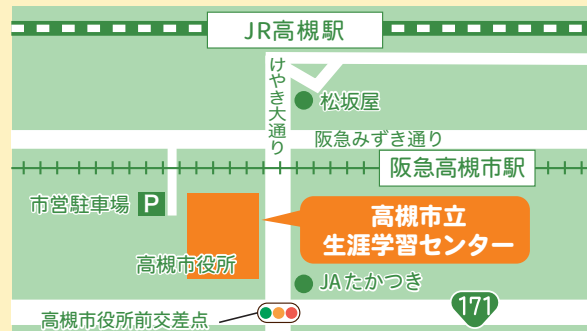 JR高槻駅
けやき大通り
松坂屋
阪急みずき通り
阪急高槻市駅
市営駐車場 P
高槻市立
生涯学習センター
高槻市役所
JAたかつき
171
高槻市役所前交差点